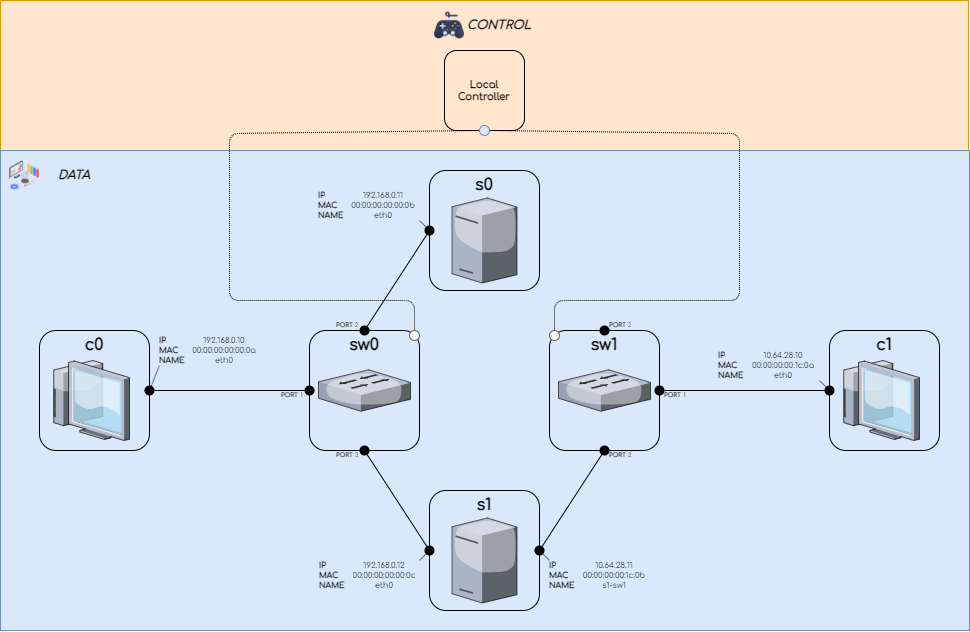 CONTROL
Local
Controller
DATA
s0
IP 192.168.0.11
MAC 00:00:00:00:00:0b
NAME eth0
PORT 2
sw0
PORT 1
PORT 3
PORT 2
sw1
PORT 1
PORT 3
c0
IP 192.168.0.10
MAC 00:00:00:00:00:0a
NAME eth0
c1
IP 10.64.28.10
MAC 00:00:00:00:1c:0a
NAME eth0
s1
IP 192.168.0.12
MAC 00:00:00:00:00:0c
NAME eth0
IP 10.64.28.11
MAC 00:00:00:00:1c:0b
NAME s1-sw1